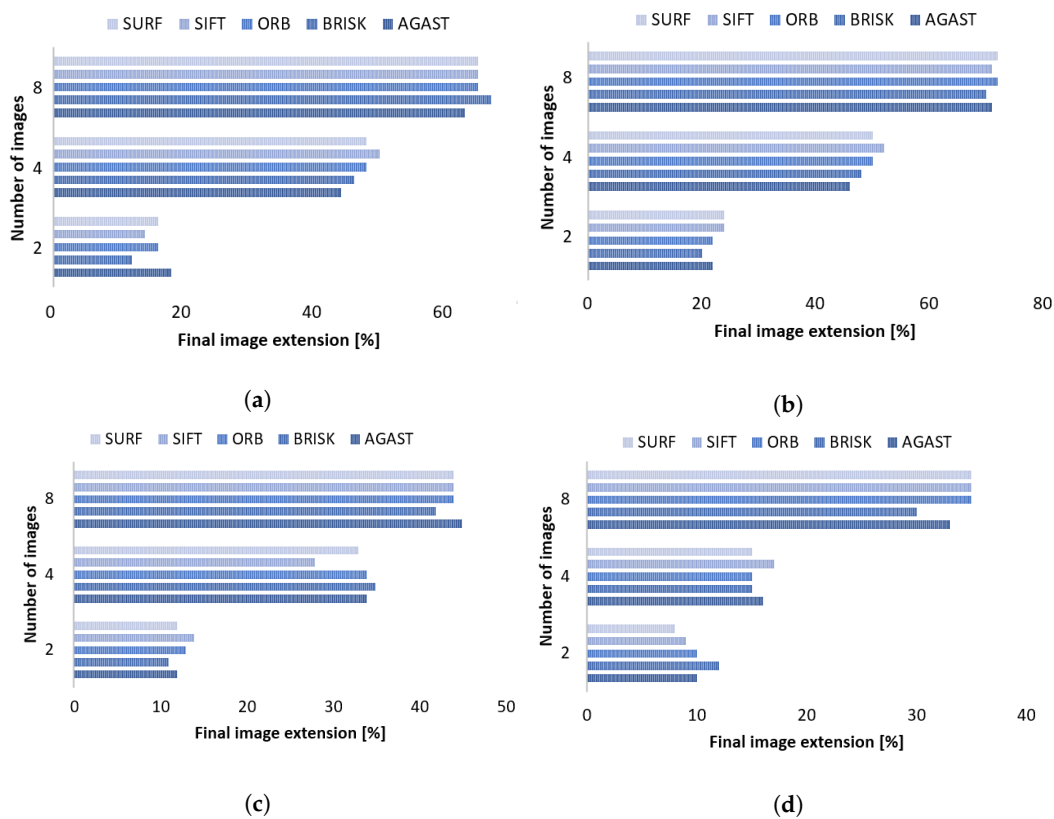 SURF SIFT ORB BRISK AGAST
Number of images
8
4
2
0 20 40 60
Final image extension [%]
(a)
SURF SIFT ORB BRISK AGAST
Number of images
8
4
2
0 20 40 60 80
Final image extension [%]
(b)
SURF SIFT ORB BRISK AGAST
Number of images
8
4
2
0 10 20 30 40 50
Final image extension [%]
(c)
SURF SIFT ORB BRISK AGAST
Number of images
8
4
2
0 10 20 30 40
Final image extension [%]
(d)